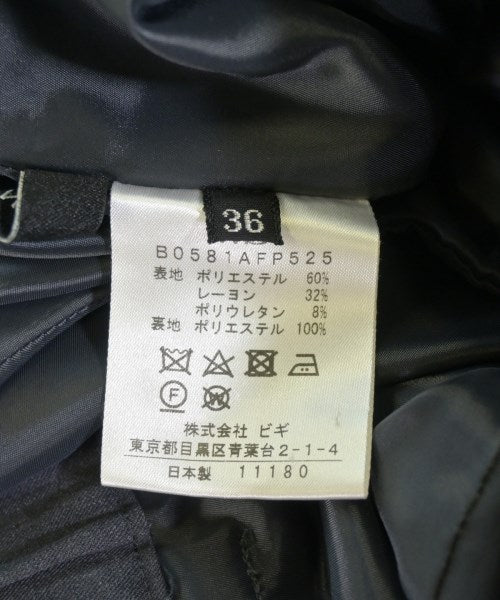 36
B0581AFP525
表地 ポリエステル 60%
レーヨン 32%
ポリウレタン 8%
裏地 ポリエステル 100%
F W
株式会社 ビギ
東京都目黒区青葉台2-1-4
日本製 11180